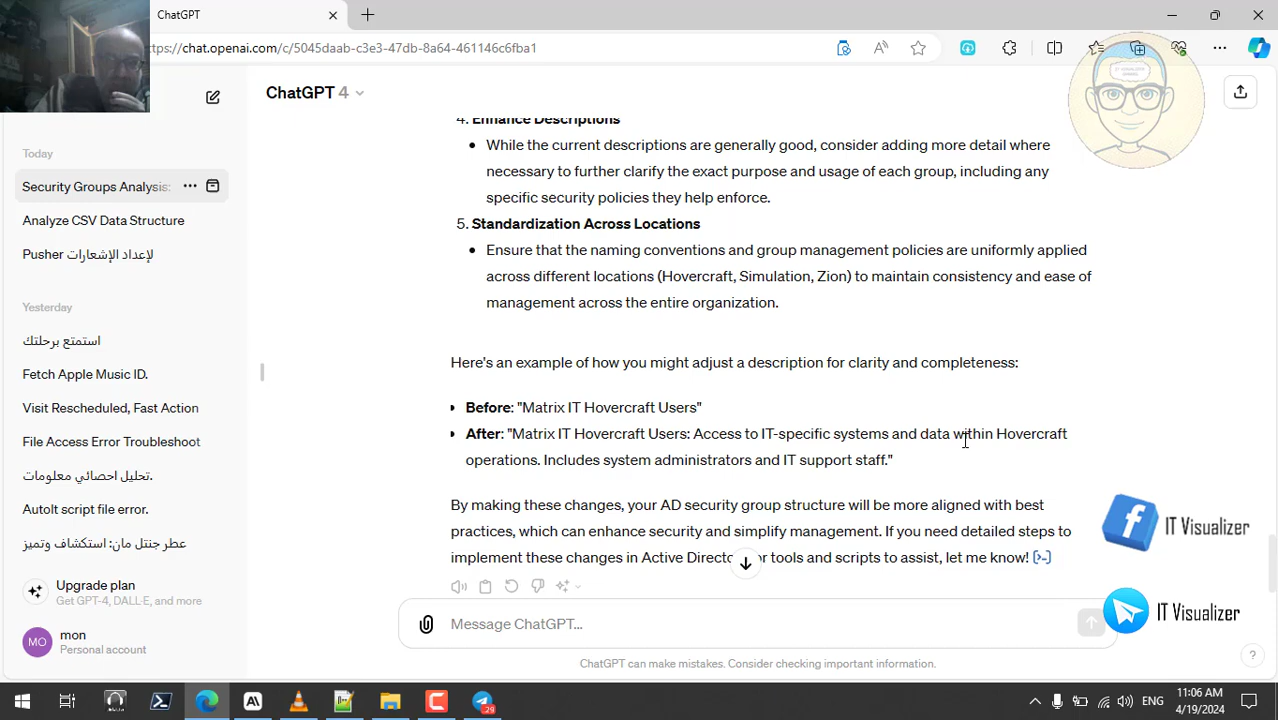 ChatGPT
ttps://chat.openai.com/c/5045daab-c3e3-47db-8a64-461146c6fba1
ChatGPT 4
Today
Security Groups Analysis:
Analyze CSV Data Structure
Pusher لإعداد الإشعارات
Yesterday
استمتع برحلتك
Fetch Apple Music ID.
Visit Rescheduled, Fast Action
File Access Error Troubleshoot
تحليل احصائي معلومات.
AutoIt script file error.
عطر جنتل مان: استكشاف وتميز
Upgrade plan
Get GPT-4, DALL·E, and more
MO
mon
Personal account
4. Enhance Descriptions
• While the current descriptions are generally good, consider adding more detail where
necessary to further clarify the exact purpose and usage of each group, including any
specific security policies they help enforce.
5. Standardization Across Locations
• Ensure that the naming conventions and group management policies are uniformly applied
across different locations (Hovercraft, Simulation, Zion) to maintain consistency and ease of
management across the entire organization.
Here's an example of how you might adjust a description for clarity and completeness:
• Before: "Matrix IT Hovercraft Users"
• After: "Matrix IT Hovercraft Users: Access to IT-specific systems and data within Hovercraft
operations. Includes system administrators and IT support staff."
By making these changes, your AD security group structure will be more aligned with best
practices, which can enhance security and simplify management. If you need detailed steps to
implement these changes in Active Directo or tools and scripts to assist, let me know! [>-]
Message ChatGPT...
ChatGPT can make mistakes. Consider checking important information.
?
IT VISUALIZER
IT Visualizer
IT Visualizer
29
ENG
11:06 AM
4/19/2024